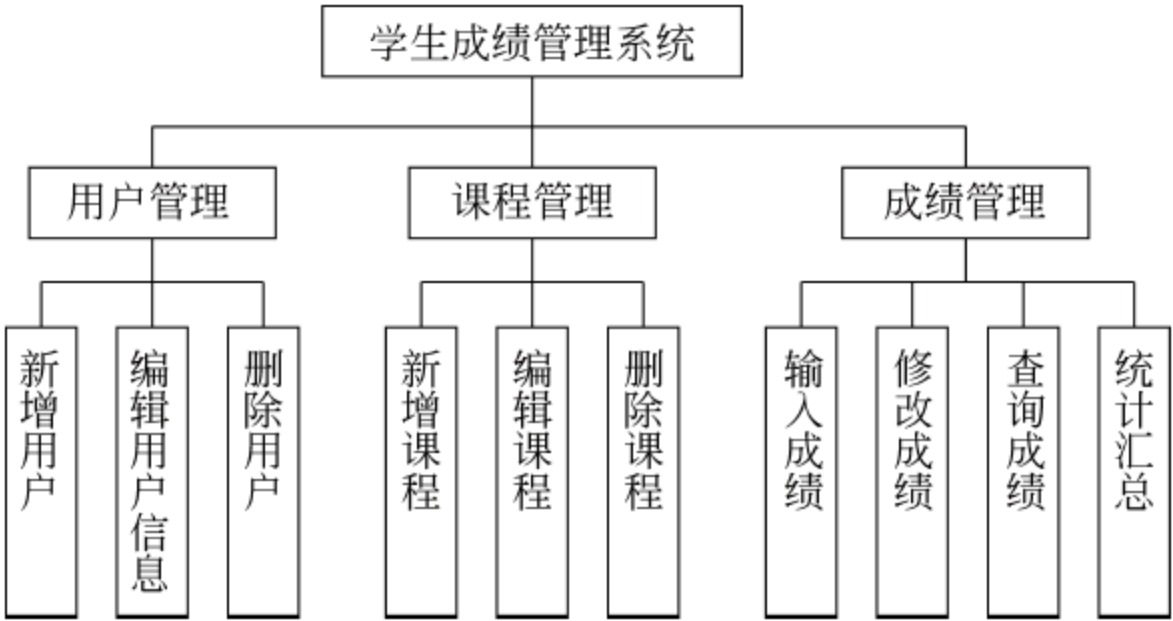 学生成绩管理系统
用户管理
课程管理
成绩管理
新增用户
编辑用户信息
删除用户
新增课程
编辑课程
删除课程
输入成绩
修改成绩
查询成绩
统计汇总